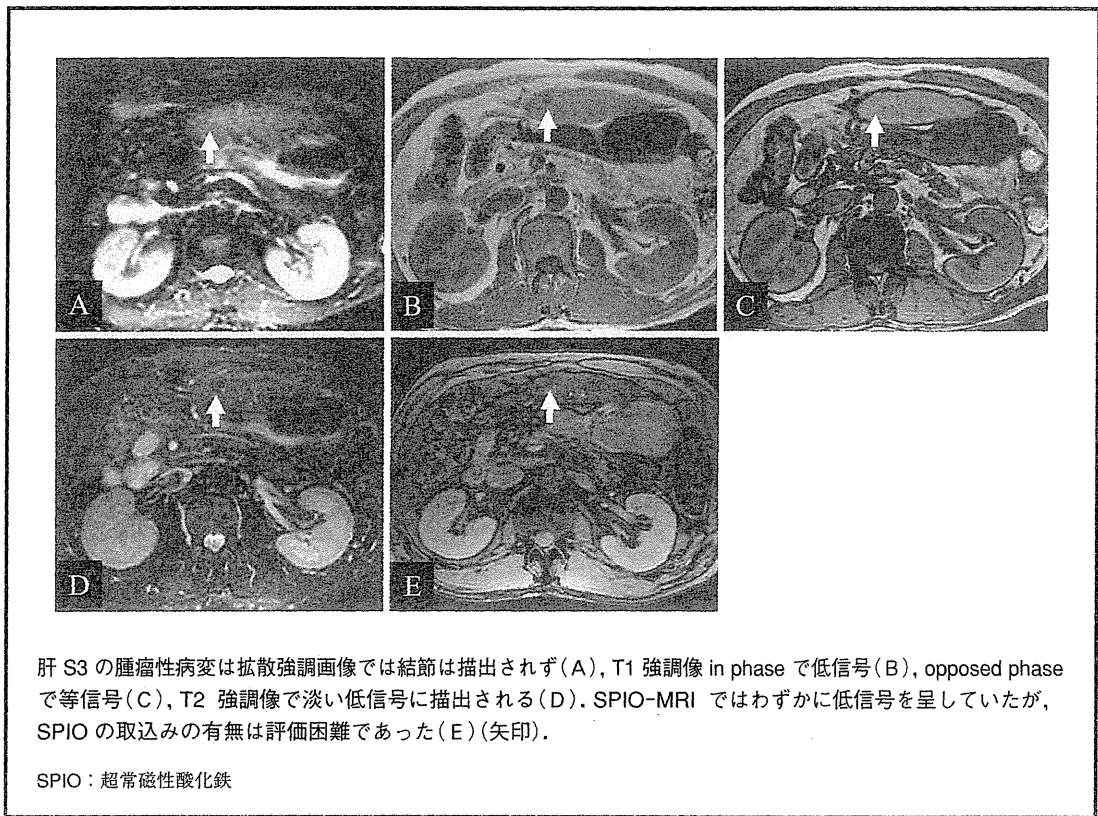 A
B
C
D
E
肝 S3 の腫瘤性病変は拡散強調画像では結節は描出されず(A)，T1 強調像 in phase で低信号(B)，opposed phase
で等信号(C)，T2 強調像で淡い低信号に描出される(D)．SPIO-MRI ではわずかに低信号を呈していたが，
SPIO の取込みの有無は評価困難であった(E)(矢印)．
SPIO：超常磁性酸化鉄